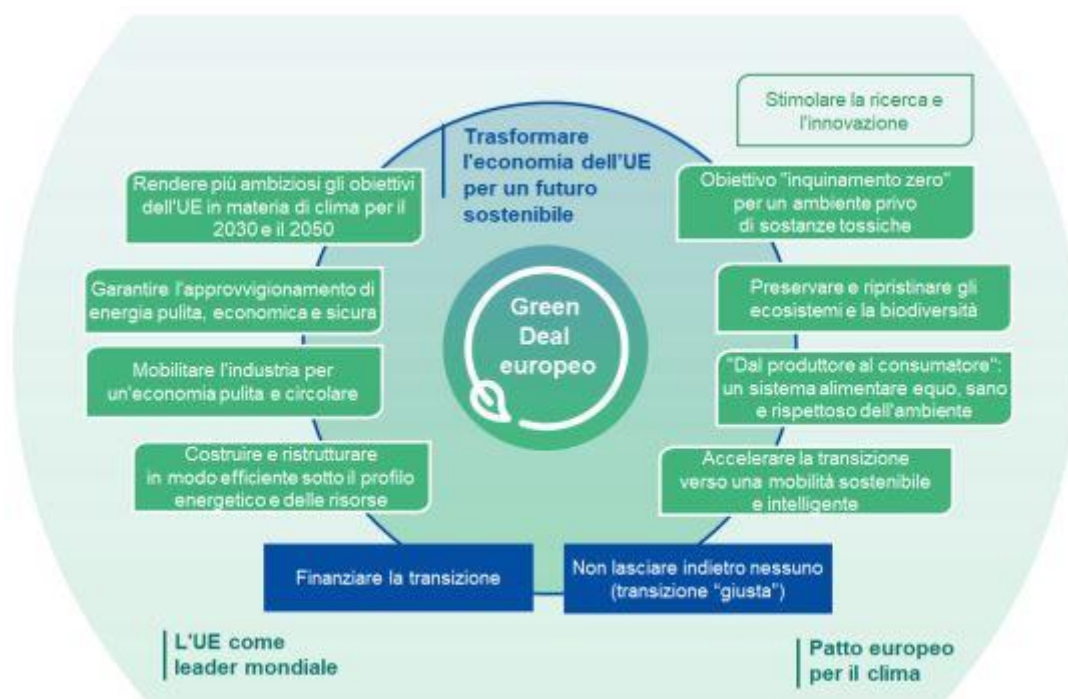 Stimolare la ricerca e
l'innovazione
Trasformare
l'economia dell'UE
per un futuro
sostenibile
Rendere più ambiziosi gli obiettivi
dell'UE in materia di clima per il
2030 e il 2050
Obiettivo "inquinamento zero"
per un ambiente privo
di sostanze tossiche
Garantire l'approvvigionamento di
energia pulita, economica e sicura
Preservare e ripristinare gli
ecosistemi e la biodiversità
Green
Deal
europeo
Mobilitare l'industria per
un'economia pulita e circolare
"Dal produttore al consumatore":
un sistema alimentare equo, sano
e rispettoso dell'ambiente
Costruire e ristrutturare
in modo efficiente sotto il profilo
energetico e delle risorse
Accelerare la transizione
verso una mobilità sostenibile
e intelligente
Finanziare la transizione
Non lasciare indietro nessuno
(transizione "giusta")
L'UE come
leader mondiale
Patto europeo
per il clima